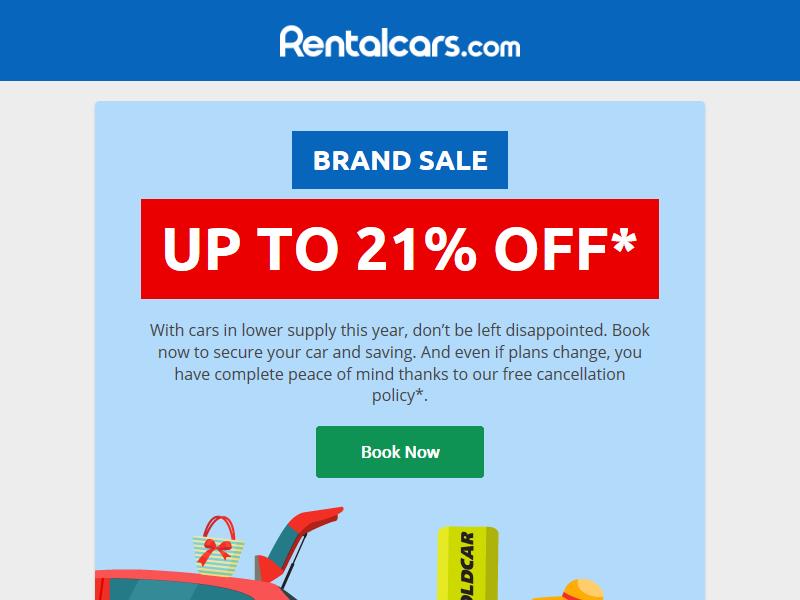 Rentalcars.com
BRAND SALE
UP TO 21% OFF*
With cars in lower supply this year, don’t be left disappointed. Book
now to secure your car and saving. And even if plans change, you
have complete peace of mind thanks to our free cancellation
policy*.
Book Now